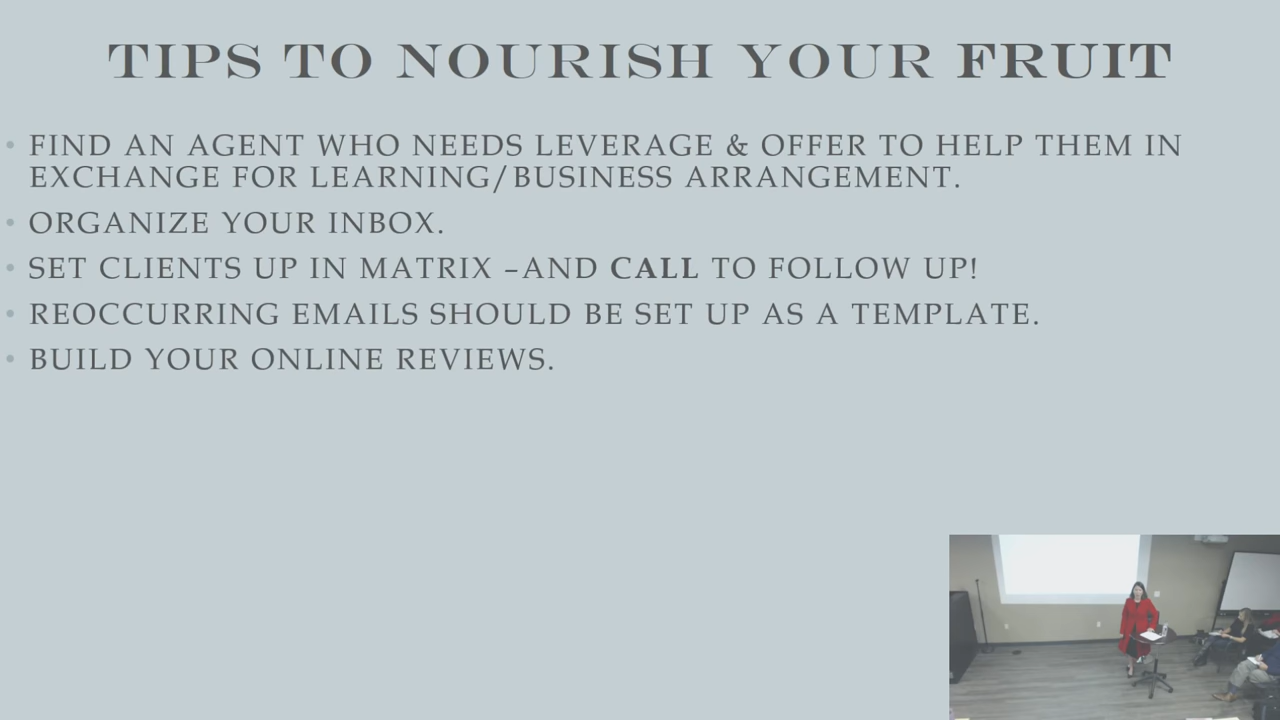 TIPS TO NOURISH YOUR FRUIT
• FIND AN AGENT WHO NEEDS LEVERAGE & OFFER TO HELP THEM IN
EXCHANGE FOR LEARNING/BUSINESS ARRANGEMENT.
• ORGANIZE YOUR INBOX.
• SET CLIENTS UP IN MATRIX –AND CALL TO FOLLOW UP!
• REOCCURRING EMAILS SHOULD BE SET UP AS A TEMPLATE.
• BUILD YOUR ONLINE REVIEWS.